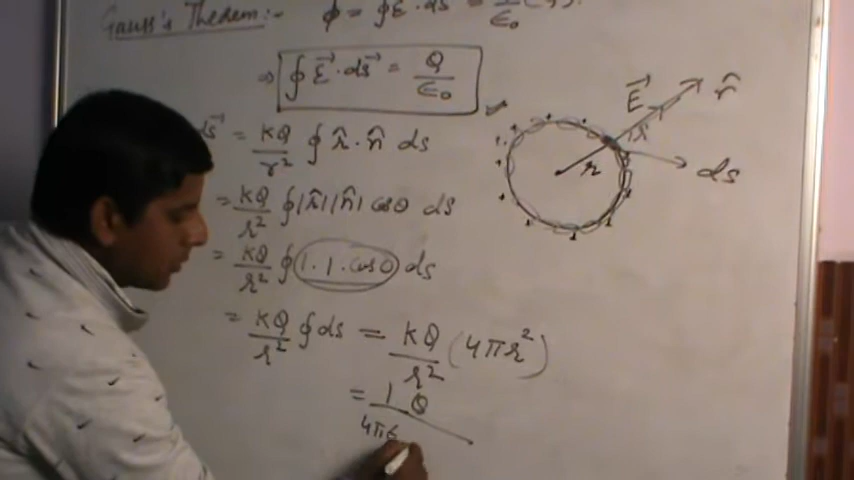 Gauss's Theorem:- ϕ = ∮E · ds =
ϵ₀
⇒ ∮E⃗ · ds⃗ = Q/ϵ₀
ds⃗ = KQ/r² ∮ r̂ · n̂ ds
= KQ/r² ∮|r̂||n̂| cosθ ds
= KQ/r² ∮(1 · 1 · cos0) ds
= KQ/r² ∮ds = KQ/r² (4πr²)
= 1 Q
4πϵ
E⃗ r̂
r ds